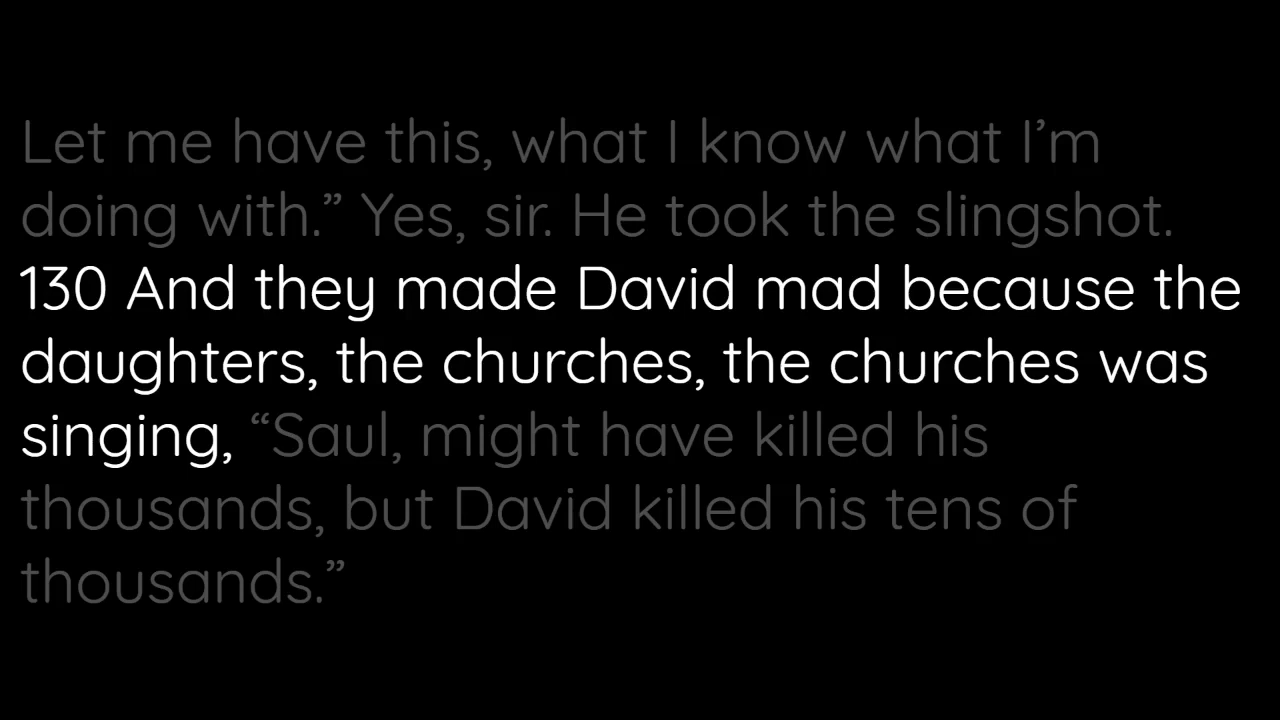 Let me have this, what I know what I’m
doing with.” Yes, sir. He took the slingshot.
130 And they made David mad because the
daughters, the churches, the churches was
singing, “Saul, might have killed his
thousands, but David killed his tens of
thousands.”